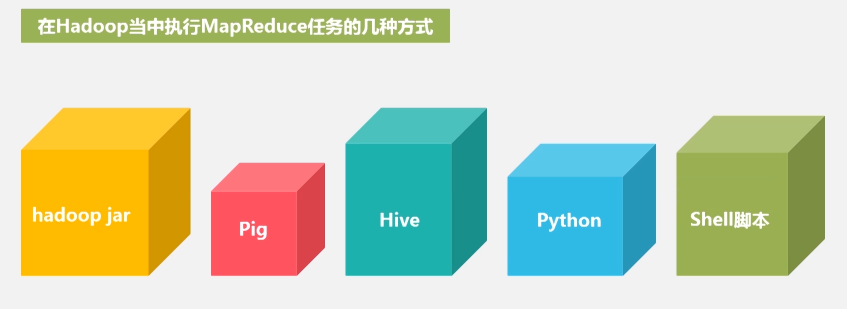 在Hadoop当中执行MapReduce任务的几种方式
hadoop jar
Pig
Hive
Python
Shell脚本